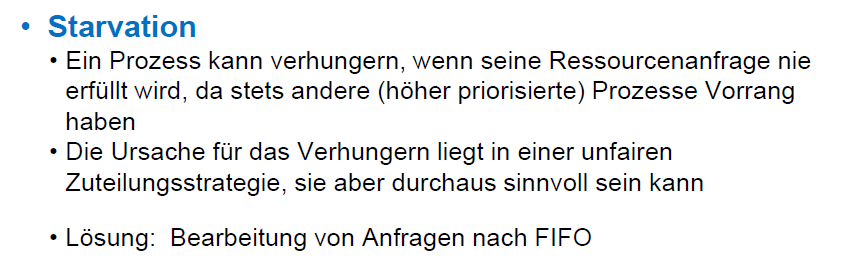 • Starvation
• Ein Prozess kann verhungern, wenn seine Ressourcenanfrage nie
erfüllt wird, da stets andere (höher priorisierte) Prozesse Vorrang
haben
• Die Ursache für das Verhungern liegt in einer unfairen
Zuteilungsstrategie, sie aber durchaus sinnvoll sein kann
• Lösung: Bearbeitung von Anfragen nach FIFO